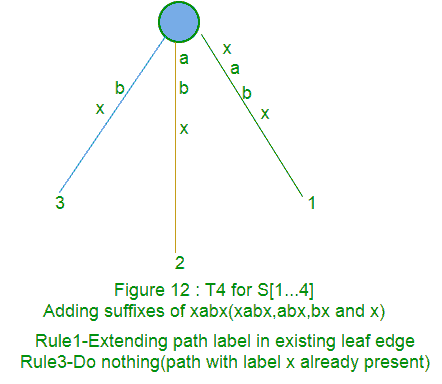 x
a
b
x
a
b
x
b
x
3
2
1
Figure 12 : T4 for S[1...4]
Adding suffixes of xabx(xabx,abx,bx and x)
Rule1-Extending path label in existing leaf edge
Rule3-Do nothing(path with label x already present)